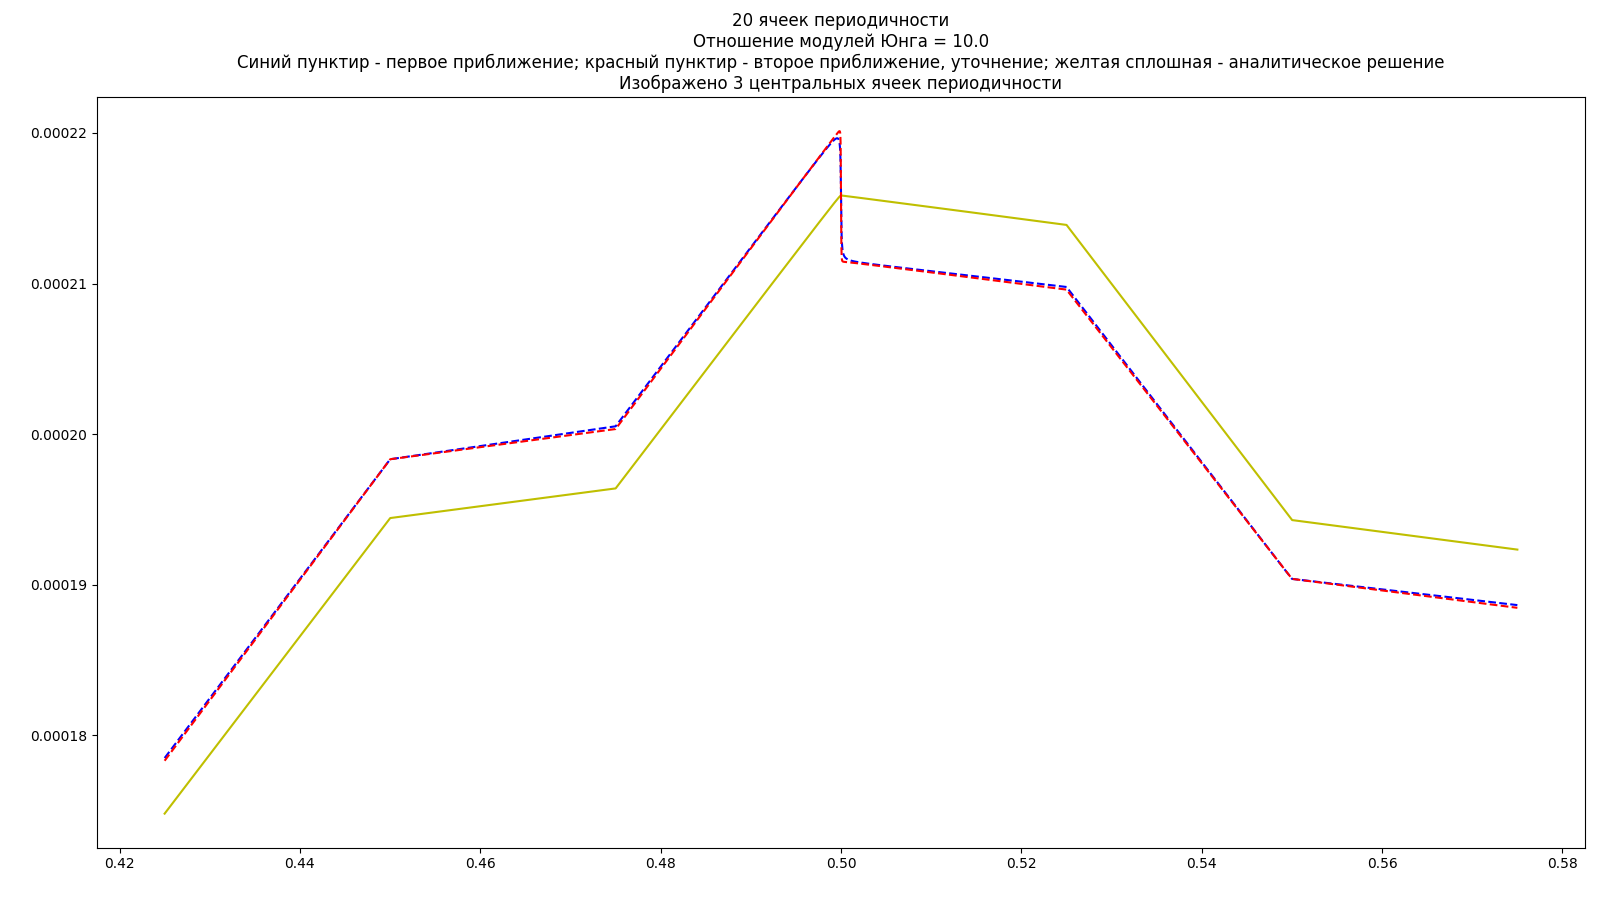 20 ячеек периодичности
Отношение модулей Юнга = 10.0
Синий пунктир - первое приближение; красный пунктир - второе приближение, уточнение; желтая сплошная - аналитическое решение
Изображено 3 центральных ячеек периодичности
0.00022
0.00021
0.00020
0.00019
0.00018
0.42 0.44 0.46 0.48 0.50 0.52 0.54 0.56 0.58